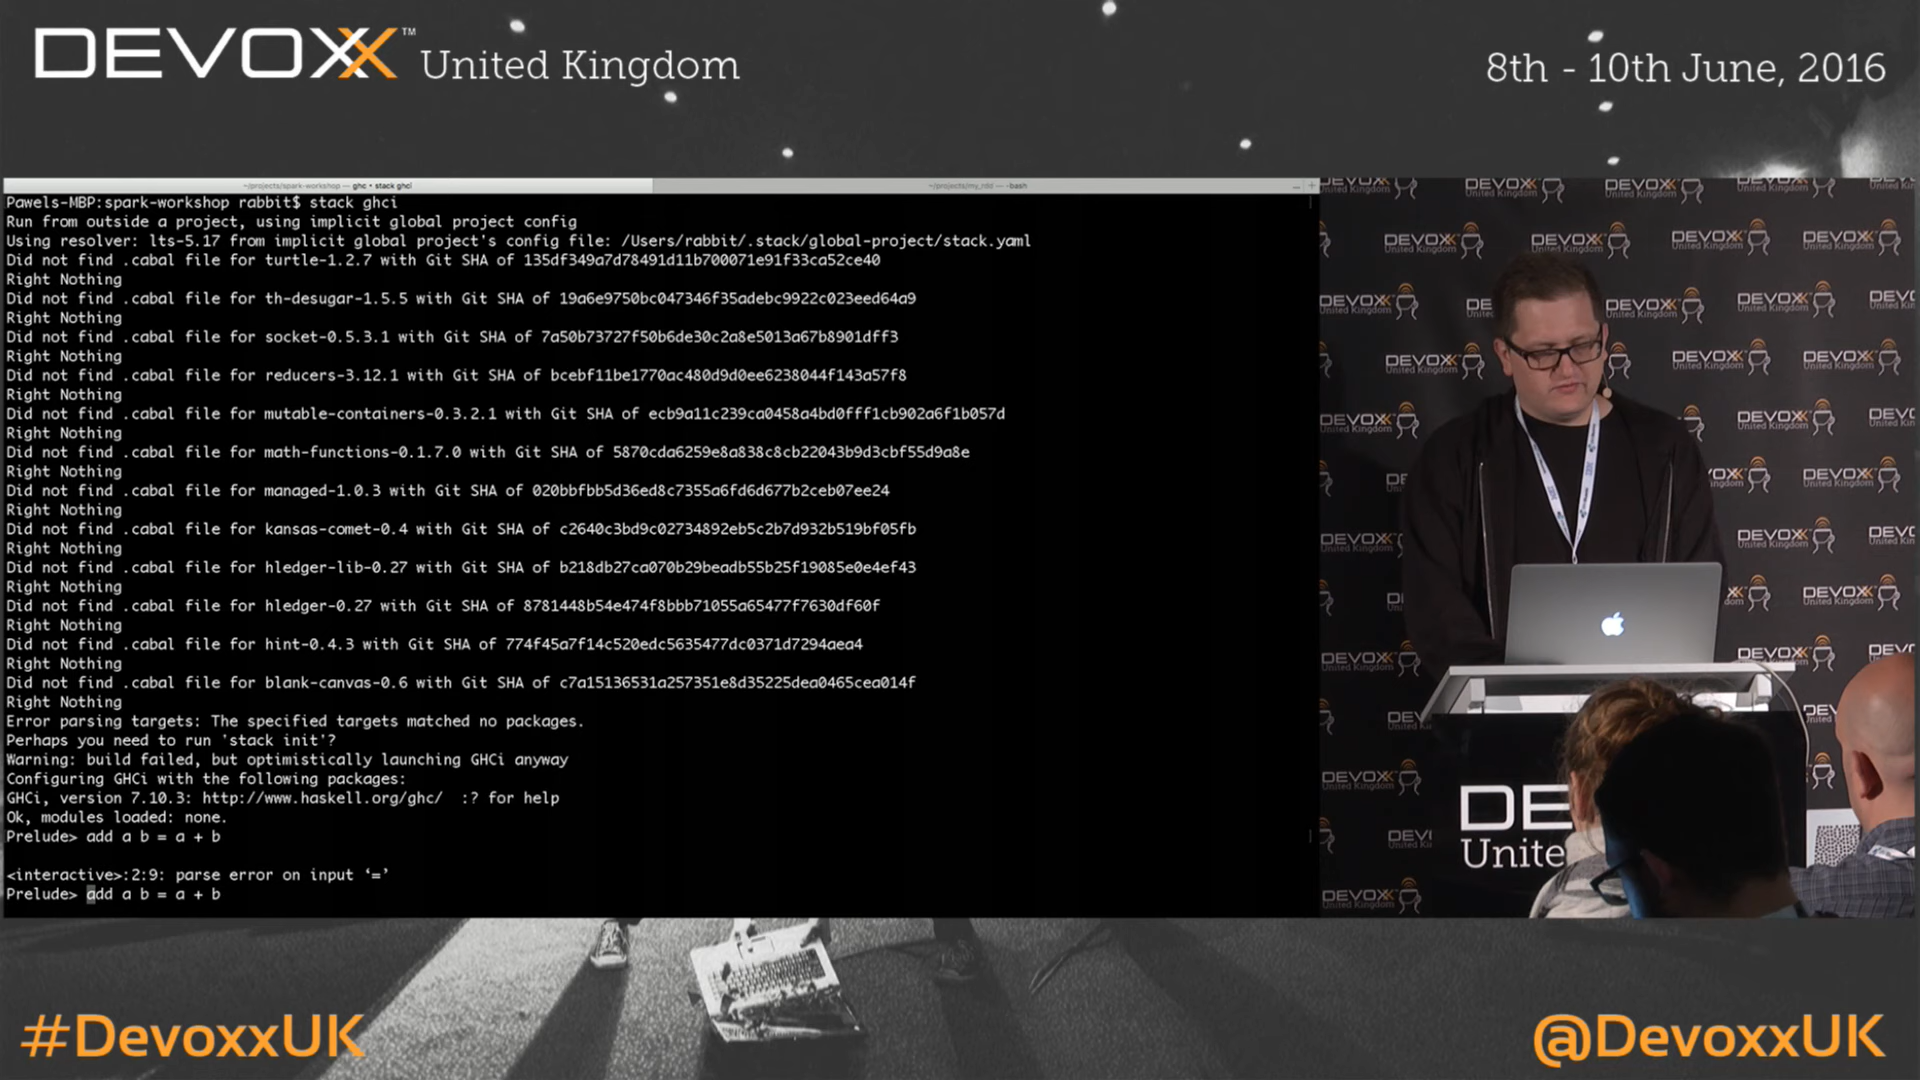 DEVOXX™ United Kingdom
8th - 10th June, 2016
~/projects/spark-workshop — ghc • stack ghci
~/projects/my_rdd — -bash
Pawels-MBP:spark-workshop rabbit$ stack ghci
Run from outside a project, using implicit global project config
Using resolver: lts-5.17 from implicit global project's config file: /Users/rabbit/.stack/global-project/stack.yaml
Did not find .cabal file for turtle-1.2.7 with Git SHA of 135df349a7d78491d11b700071e91f33ca52ce40
Right Nothing
Did not find .cabal file for th-desugar-1.5.5 with Git SHA of 19a6e9750bc047346f35adebc9922c023eed64a9
Right Nothing
Did not find .cabal file for socket-0.5.3.1 with Git SHA of 7a50b73727f50b6de30c2a8e5013a67b8901dff3
Right Nothing
Did not find .cabal file for reducers-3.12.1 with Git SHA of bcebf11be1770ac480d9d0ee6238044f143a57f8
Right Nothing
Did not find .cabal file for mutable-containers-0.3.2.1 with Git SHA of ecb9a11c239ca0458a4bd0fff1cb902a6f1b057d
Right Nothing
Did not find .cabal file for math-functions-0.1.7.0 with Git SHA of 5870cda6259e8a838c8cb22043b9d3cbf55d9a8e
Right Nothing
Did not find .cabal file for managed-1.0.3 with Git SHA of 020bbfbb5d36ed8c7355a6fd6d677b2ceb07ee24
Right Nothing
Did not find .cabal file for kansas-comet-0.4 with Git SHA of c2640c3bd9c02734892eb5c2b7d932b519bf05fb
Right Nothing
Did not find .cabal file for hledger-lib-0.27 with Git SHA of b218db27ca070b29beadb55b25f19085e0e4ef43
Right Nothing
Did not find .cabal file for hledger-0.27 with Git SHA of 8781448b54e474f8bbb71055a65477f7630df60f
Right Nothing
Did not find .cabal file for hint-0.4.3 with Git SHA of 774f45a7f14c520edc5635477dc0371d7294aea4
Right Nothing
Did not find .cabal file for blank-canvas-0.6 with Git SHA of c7a15136531a257351e8d35225dea0465cea014f
Right Nothing
Error parsing targets: The specified targets matched no packages.
Perhaps you need to run 'stack init'?
Warning: build failed, but optimistically launching GHCi anyway
Configuring GHCi with the following packages:
GHCi, version 7.10.3: http://www.haskell.org/ghc/  :? for help
Ok, modules loaded: none.
Prelude> add a b = a + b
<interactive>:2:9: parse error on input ‘=’
Prelude> add a b = a + b
DEVOXX
United Kingdom
DE
Unite
#DevoxxUK
@DevoxxUK